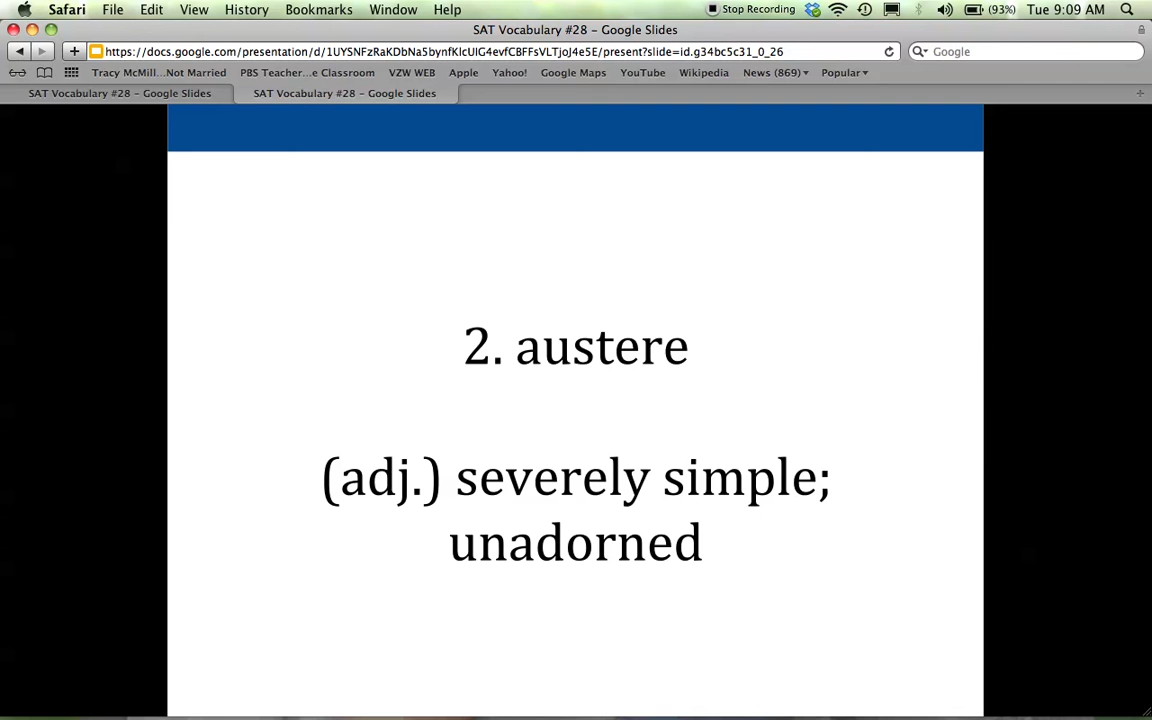 Safari File Edit View History Bookmarks Window Help Stop Recording (93%) Tue 9:09 AM
SAT Vocabulary #28 – Google Slides
https://docs.google.com/presentation/d/1UYSNFzRaKDbNa5bynfKlcUIG4evfCBFFsVLTjoJ4e5E/present?slide=id.g34bc5c31_0_26 Google
Tracy McMill...Not Married PBS Teacher...e Classroom VZW WEB Apple Yahoo! Google Maps YouTube Wikipedia News (869) Popular
SAT Vocabulary #28 – Google Slides SAT Vocabulary #28 – Google Slides
2. austere
(adj.) severely simple;
unadorned